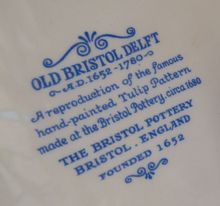 OLD BRISTOL DELFT
A.D. 1652 - 1780
A reproduction of the famous
hand-painted Tulip Pattern
made at the Bristol Pottery, circa 1680
THE BRISTOL POTTERY
BRISTOL · ENGLAND
FOUNDED 1652